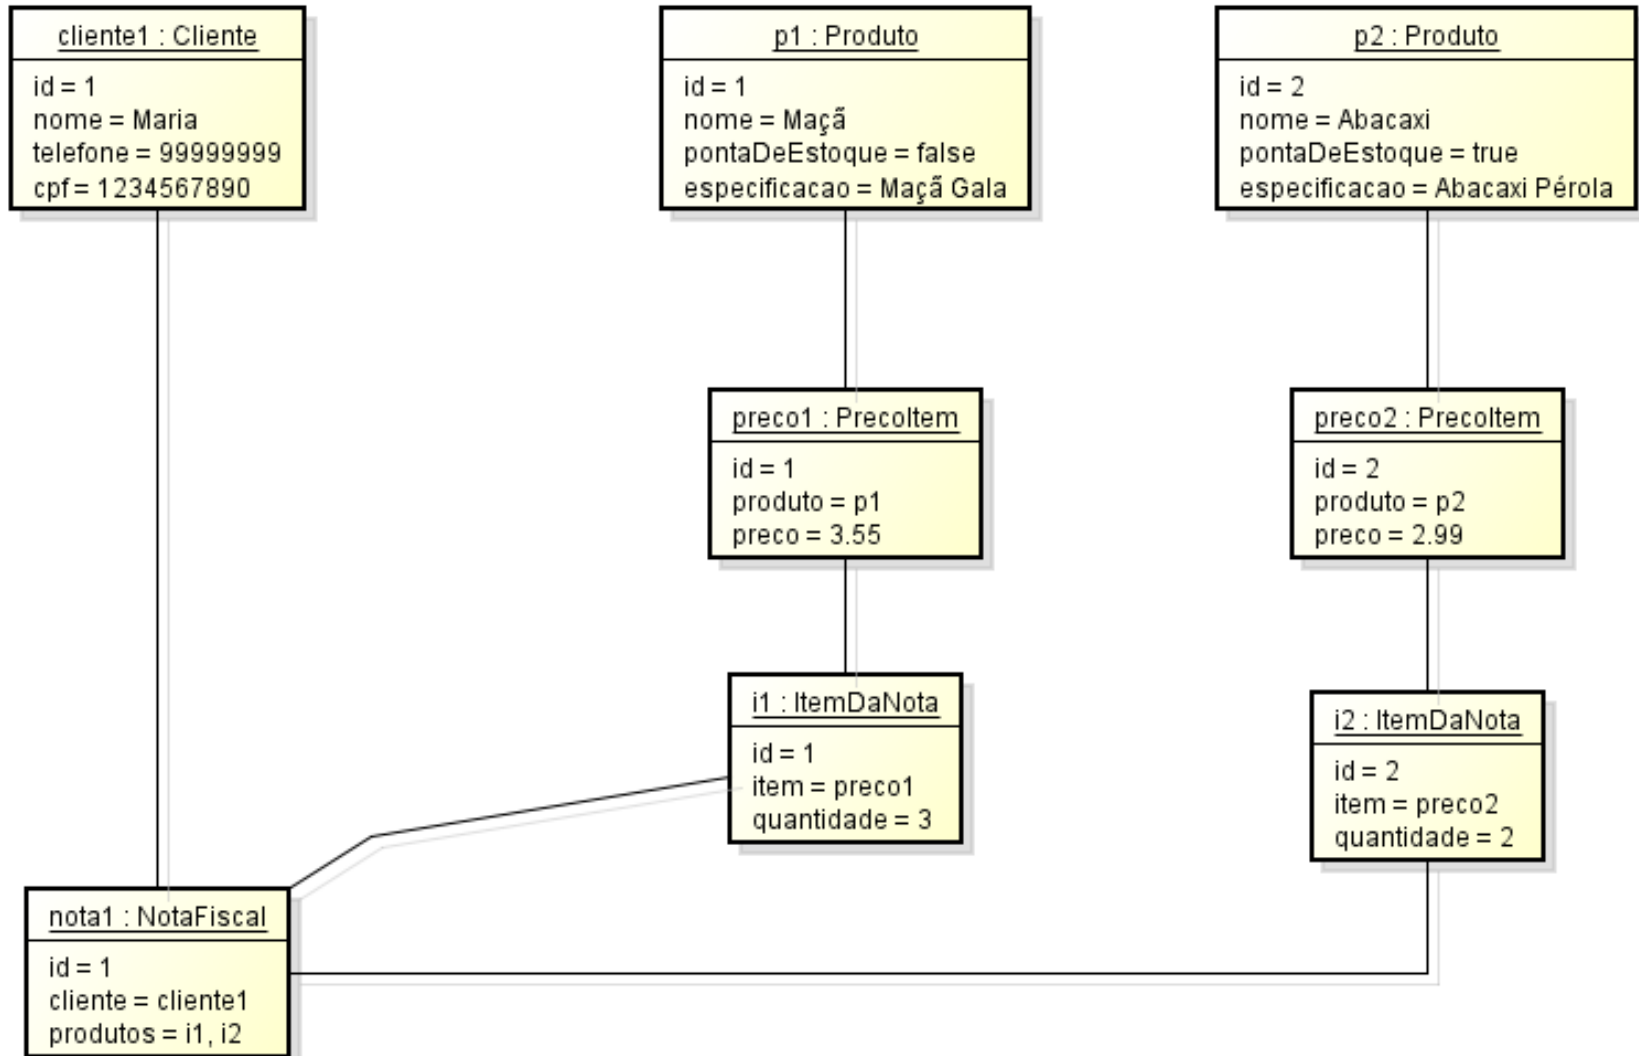 cliente1 : Cliente
id = 1
nome = Maria
telefone = 99999999
cpf = 1234567890
p1 : Produto
id = 1
nome = Maçã
pontaDeEstoque = false
especificacao = Maçã Gala
p2 : Produto
id = 2
nome = Abacaxi
pontaDeEstoque = true
especificacao = Abacaxi Pérola
preco1 : PrecoItem
id = 1
produto = p1
preco = 3.55
preco2 : PrecoItem
id = 2
produto = p2
preco = 2.99
i1 : ItemDaNota
id = 1
item = preco1
quantidade = 3
i2 : ItemDaNota
id = 2
item = preco2
quantidade = 2
nota1 : NotaFiscal
id = 1
cliente = cliente1
produtos = i1, i2